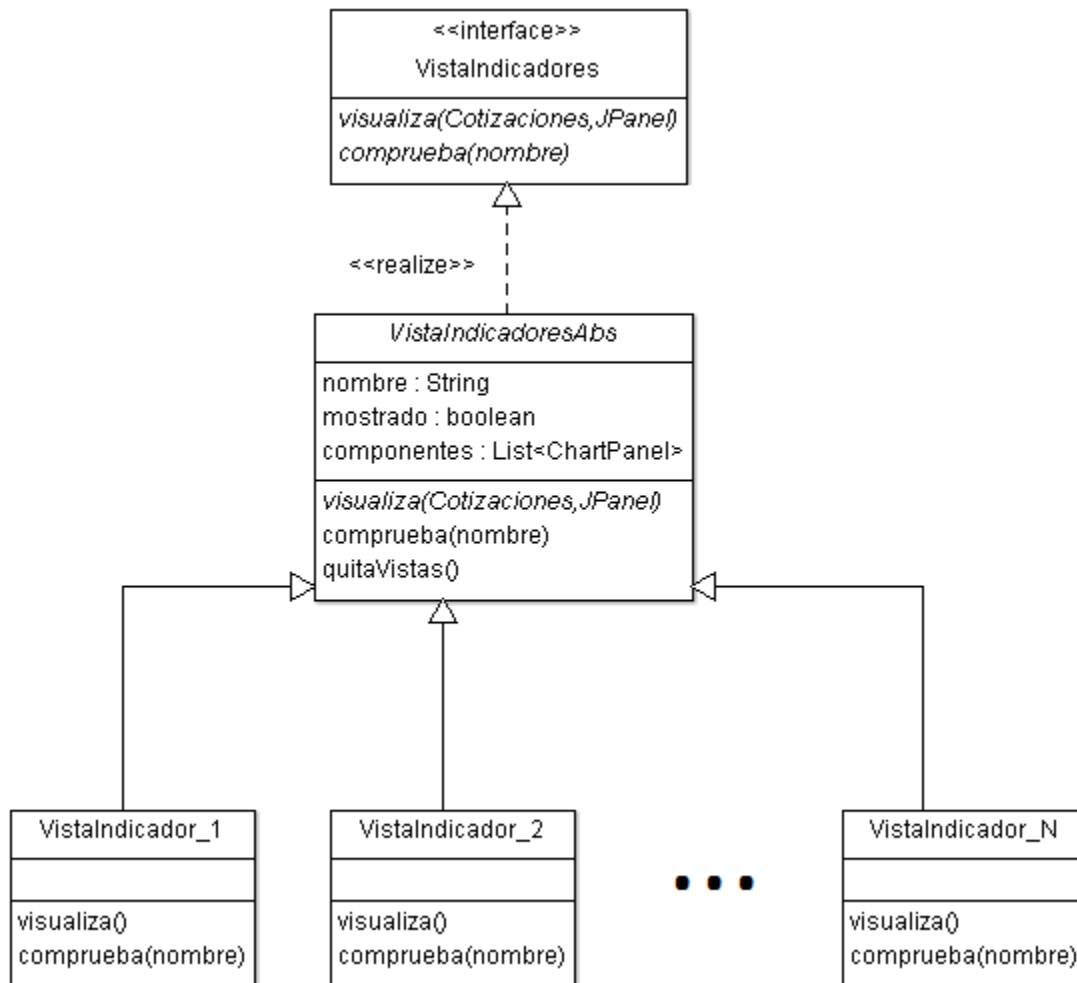 <<interface>>
VistaIndicadores
visualiza(Cotizaciones,JPanel)
comprueba(nombre)
<<realize>>
VistaIndicadoresAbs
nombre : String
mostrado : boolean
componentes : List<ChartPanel>
visualiza(Cotizaciones,JPanel)
comprueba(nombre)
quitaVistas()
VistaIndicador_1
visualiza()
comprueba(nombre)
VistaIndicador_2
visualiza()
comprueba(nombre)
• • •
VistaIndicador_N
visualiza()
comprueba(nombre)